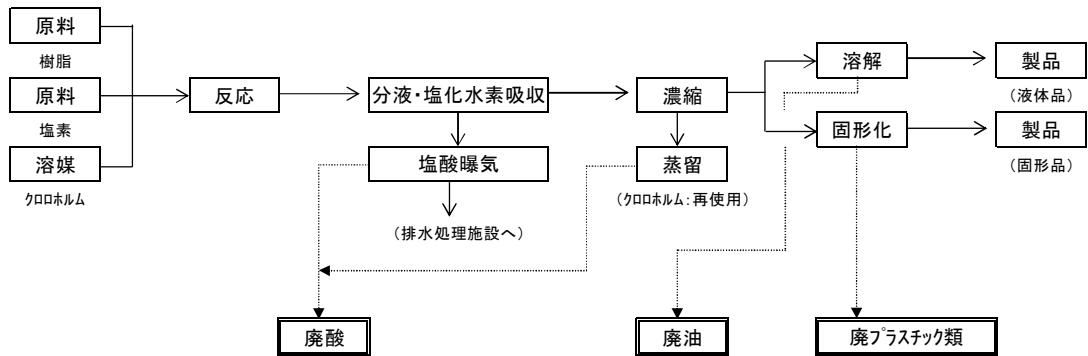 原料
樹脂
原料
塩素
溶媒
クロロホルム
反応
分液・塩化水素吸収
塩酸曝気
(排水処理施設へ)
濃縮
蒸留
(クロロホルム:再使用)
溶解
固形化
製品
(液体品)
製品
(固形品)
廃酸
廃油
廃プラスチック類